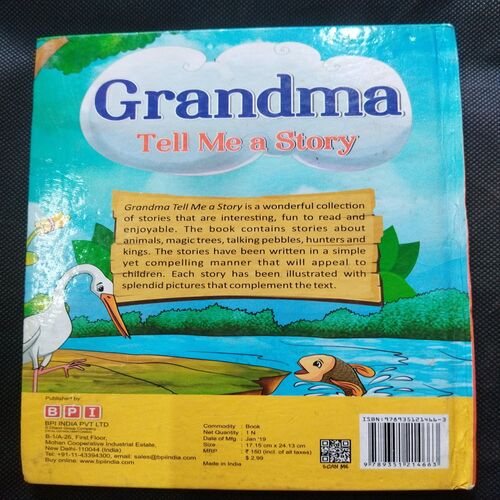 Grandma
Tell Me a Story
Grandma Tell Me a Story is a wonderful collection
of stories that are interesting, fun to read and
enjoyable. The book contains stories about
animals, magic trees, talking pebbles, hunters and
kings. The stories have been written in a simple
yet compelling manner that will appeal to
children. Each story has been illustrated with
splendid pictures that complement the text.
Published by
BPI
BPI INDIA PVT LTD
B-1/A-26, First Floor,
Mohan Cooperative Industrial Estate,
New Delhi-110044 (India)
Tel: +91-11-43394300, email: sales@bpiindia.com
Buy online: www.bpiindia.com
Commodity : Book
Net Quantity : 1 N
Date of Mfg : Jan '19
Size : 17.15 cm x 24.13 cm
MRP : ₹ 150 (incl. of all taxes)
$ 2.99
Made in India
SCAN ME
ISBN:9789351214663
9 789351 214663